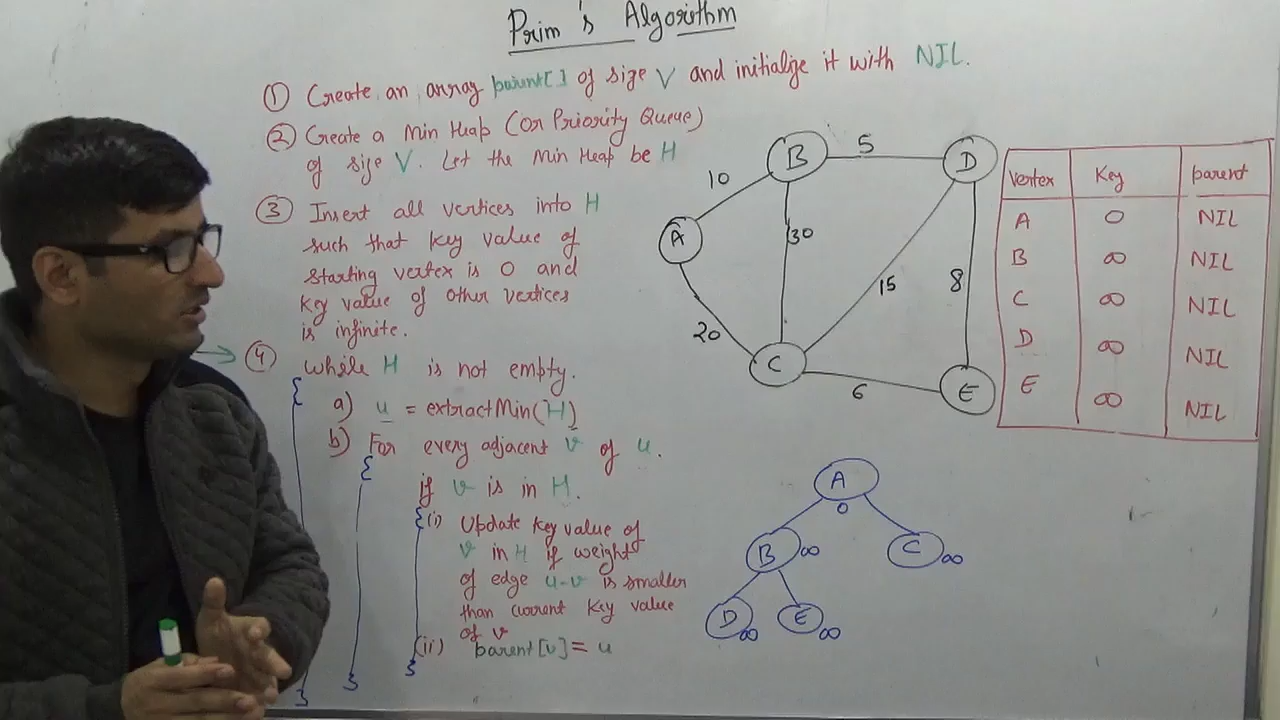 Prim's Algorithm
① Create an array parent[] of size V and initialize it with NIL.
② Create a Min Heap (or Priority Queue)
of size V. Let the Min Heap be H
③ Insert all vertices into H
such that key value of
starting vertex is 0 and
key value of other vertices
is infinite.
→ ④ while H is not empty.
{
a) u = extractMin(H)
b) For every adjacent v of u.
{
if v is in H.
{(i) Update key value of
v in H if weight
of edge u-v is smaller
than current key value
of v
(ii) parent[v] = u
}
}
}
B 5 D
10
A 30
15 8
20
C 6 E
Vertex Key parent
A 0 NIL
B ∞ NIL
C ∞ NIL
D ∞ NIL
E ∞ NIL
A
0
B ∞ C ∞
D ∞ E ∞